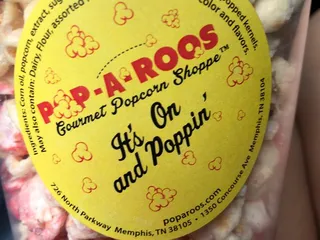 Ingredients: Corn oil, popcorn, extract, sug
May also contain: Dairy, Flour, assorted
popped kernels.
color and flavors.
POP-A-ROOS
Gourmet Popcorn Shoppe™
It's On
and Poppin'
poparoos.com
726 North Parkway Memphis, TN 38105 • 1350 Concourse Ave Memphis, TN 38104